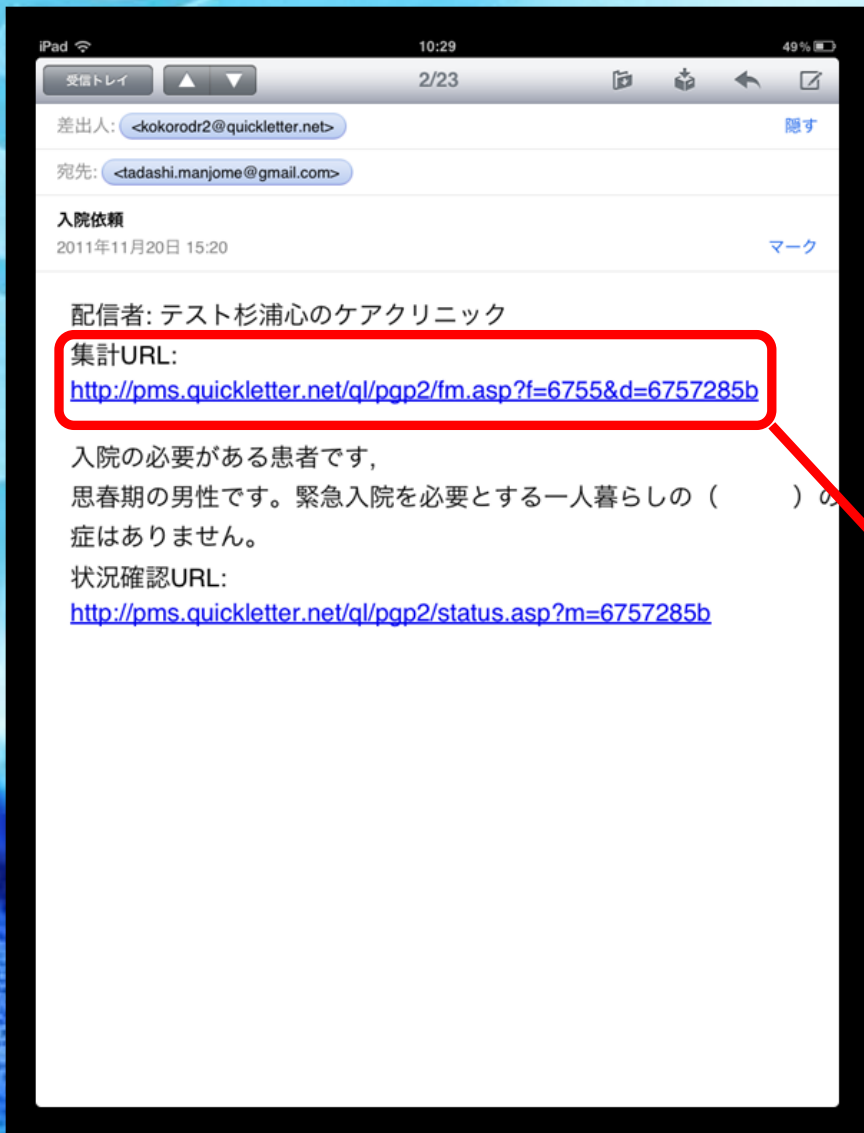 iPad 10:29 49%
受信トレイ 2/23
差出人: <kokorodr2@quickletter.net> 隠す
宛先: <tadashi.manjome@gmail.com>
入院依頼
2011年11月20日 15:20 マーク
配信者: テスト杉浦心のケアクリニック
集計URL:
http://pms.quickletter.net/ql/pgp2/fm.asp?f=6755&d=6757285b
入院の必要がある患者です,
思春期の男性です。緊急入院を必要とする一人暮らしの（　　　）の
症はありません。
状況確認URL:
http://pms.quickletter.net/ql/pgp2/status.asp?m=6757285b